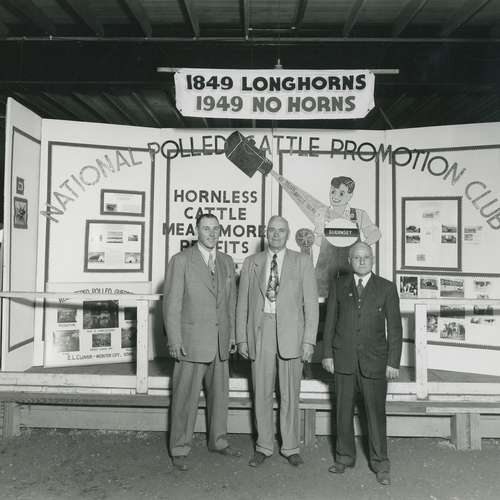 1849 LONGHORNS
1949 NO HORNS
NATIONAL POLLED CATTLE PROMOTION CLUB
HORNLESS
CATTLE
MEAN MORE
PROFITS
GUERNSEY